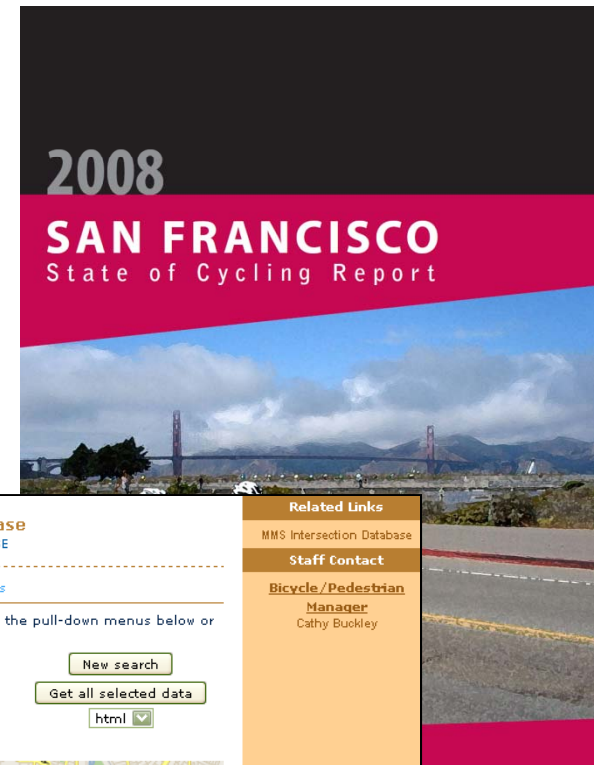 2008
SAN FRANCISCO
State of Cycling Report
ase
E
s
the pull-down menus below or
New search
Get all selected data
html
Related Links
MMS Intersection Database
Staff Contact
Bicycle/Pedestrian
Manager
Cathy Buckley